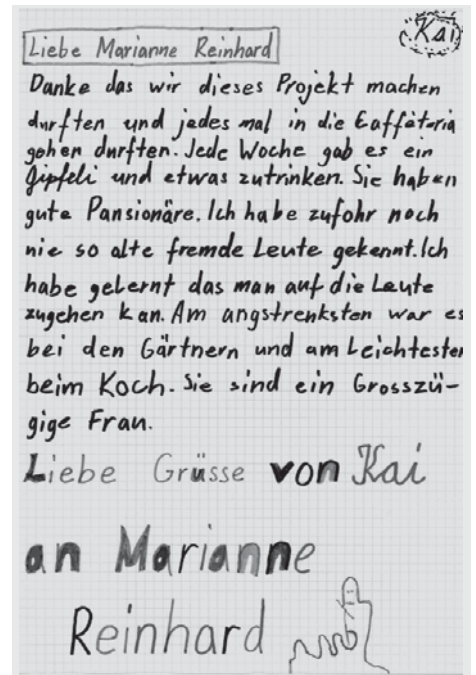 Kai
Liebe Marianne Reinhard
Danke das wir dieses Projekt machen
durften und jedes mal in die Caffèteria
gehen durften. Jede Woche gab es ein
Gipfeli und etwas zutrinken. Sie haben
gute Pansionäre. Ich habe zufohr noch
nie so alte fremde Leute gekennt. Ich
habe gelernt das man auf die Leute
zugehen kan. Am angstrenksten war es
bei den Gärtnern und am Leichtesten
beim Koch. Sie sind ein Grosszü-
gige Frau.
Liebe Grüsse von Kai
an Marianne
Reinhard